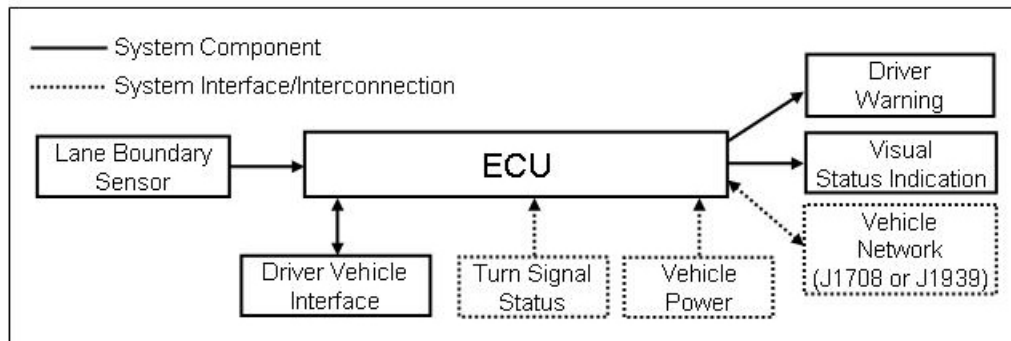 System Component
System Interface/Interconnection
Driver
Warning
Lane Boundary
Sensor
ECU
Visual
Status Indication
Driver Vehicle
Interface
Turn Signal
Status
Vehicle
Power
Vehicle
Network
(J1708 or J1939)